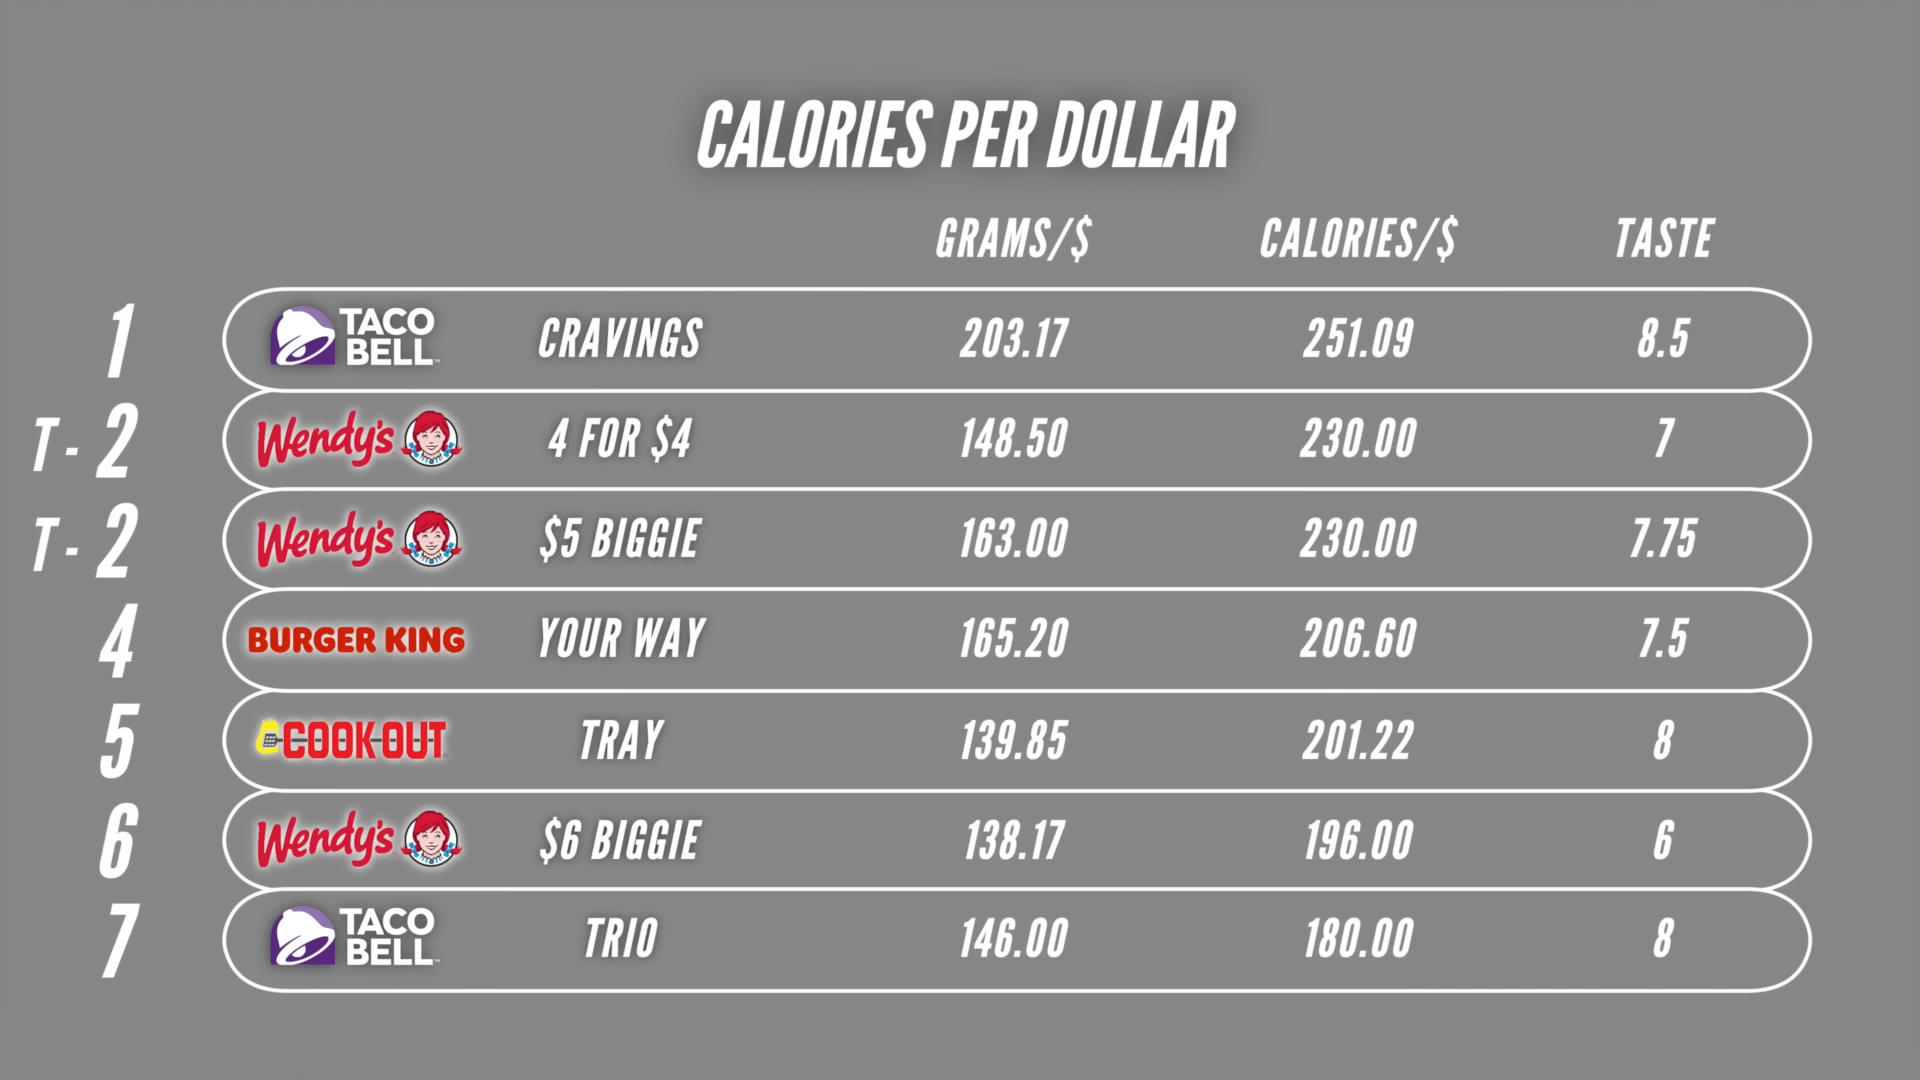 CALORIES PER DOLLAR
GRAMS/$ CALORIES/$ TASTE
1 TACO BELL CRAVINGS 203.17 251.09 8.5
T - 2 Wendy's 4 FOR $4 148.50 230.00 7
T - 2 Wendy's $5 BIGGIE 163.00 230.00 7.75
4 BURGER KING YOUR WAY 165.20 206.60 7.5
5 COOK OUT TRAY 139.85 201.22 8
6 Wendy's $6 BIGGIE 138.17 196.00 6
7 TACO BELL TRIO 146.00 180.00 8